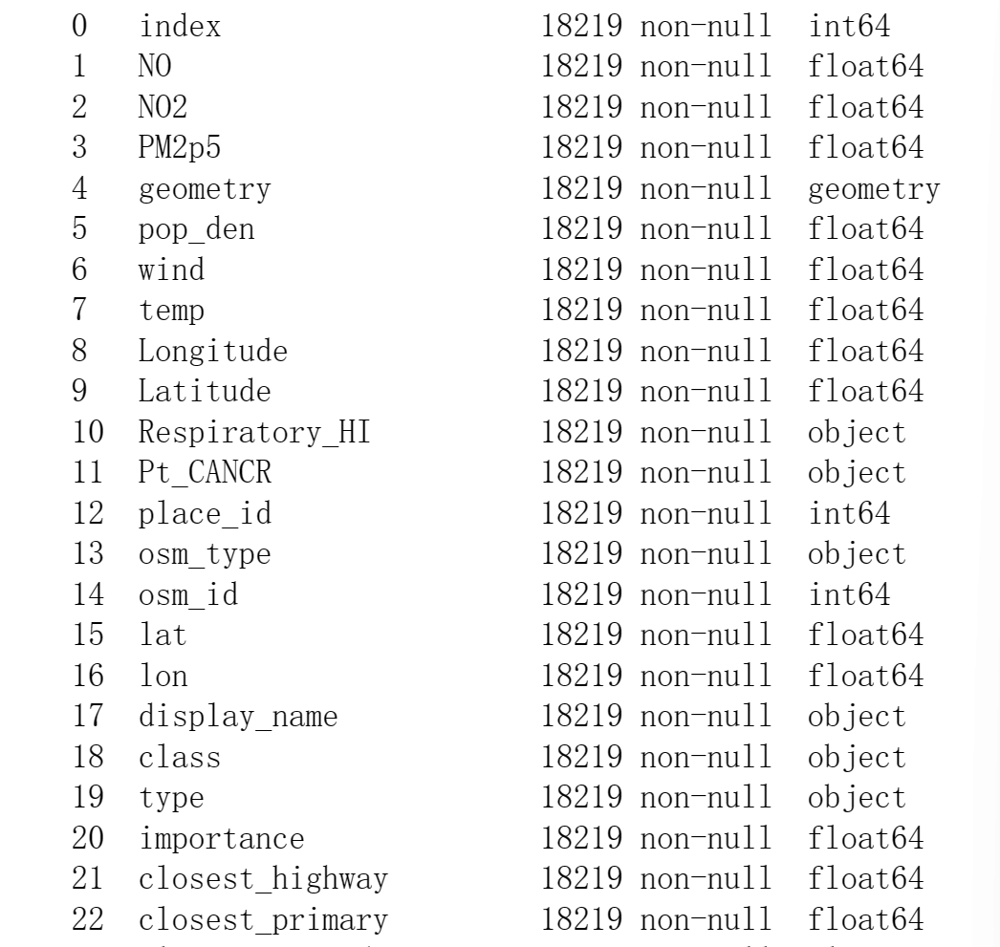 0 index 18219 non-null int64
1 NO 18219 non-null float64
2 NO2 18219 non-null float64
3 PM2p5 18219 non-null float64
4 geometry 18219 non-null geometry
5 pop_den 18219 non-null float64
6 wind 18219 non-null float64
7 temp 18219 non-null float64
8 Longitude 18219 non-null float64
9 Latitude 18219 non-null float64
10 Respiratory_HI 18219 non-null object
11 Pt_CANCR 18219 non-null object
12 place_id 18219 non-null int64
13 osm_type 18219 non-null object
14 osm_id 18219 non-null int64
15 lat 18219 non-null float64
16 lon 18219 non-null float64
17 display_name 18219 non-null object
18 class 18219 non-null object
19 type 18219 non-null object
20 importance 18219 non-null float64
21 closest_highway 18219 non-null float64
22 closest_primary 18219 non-null float64